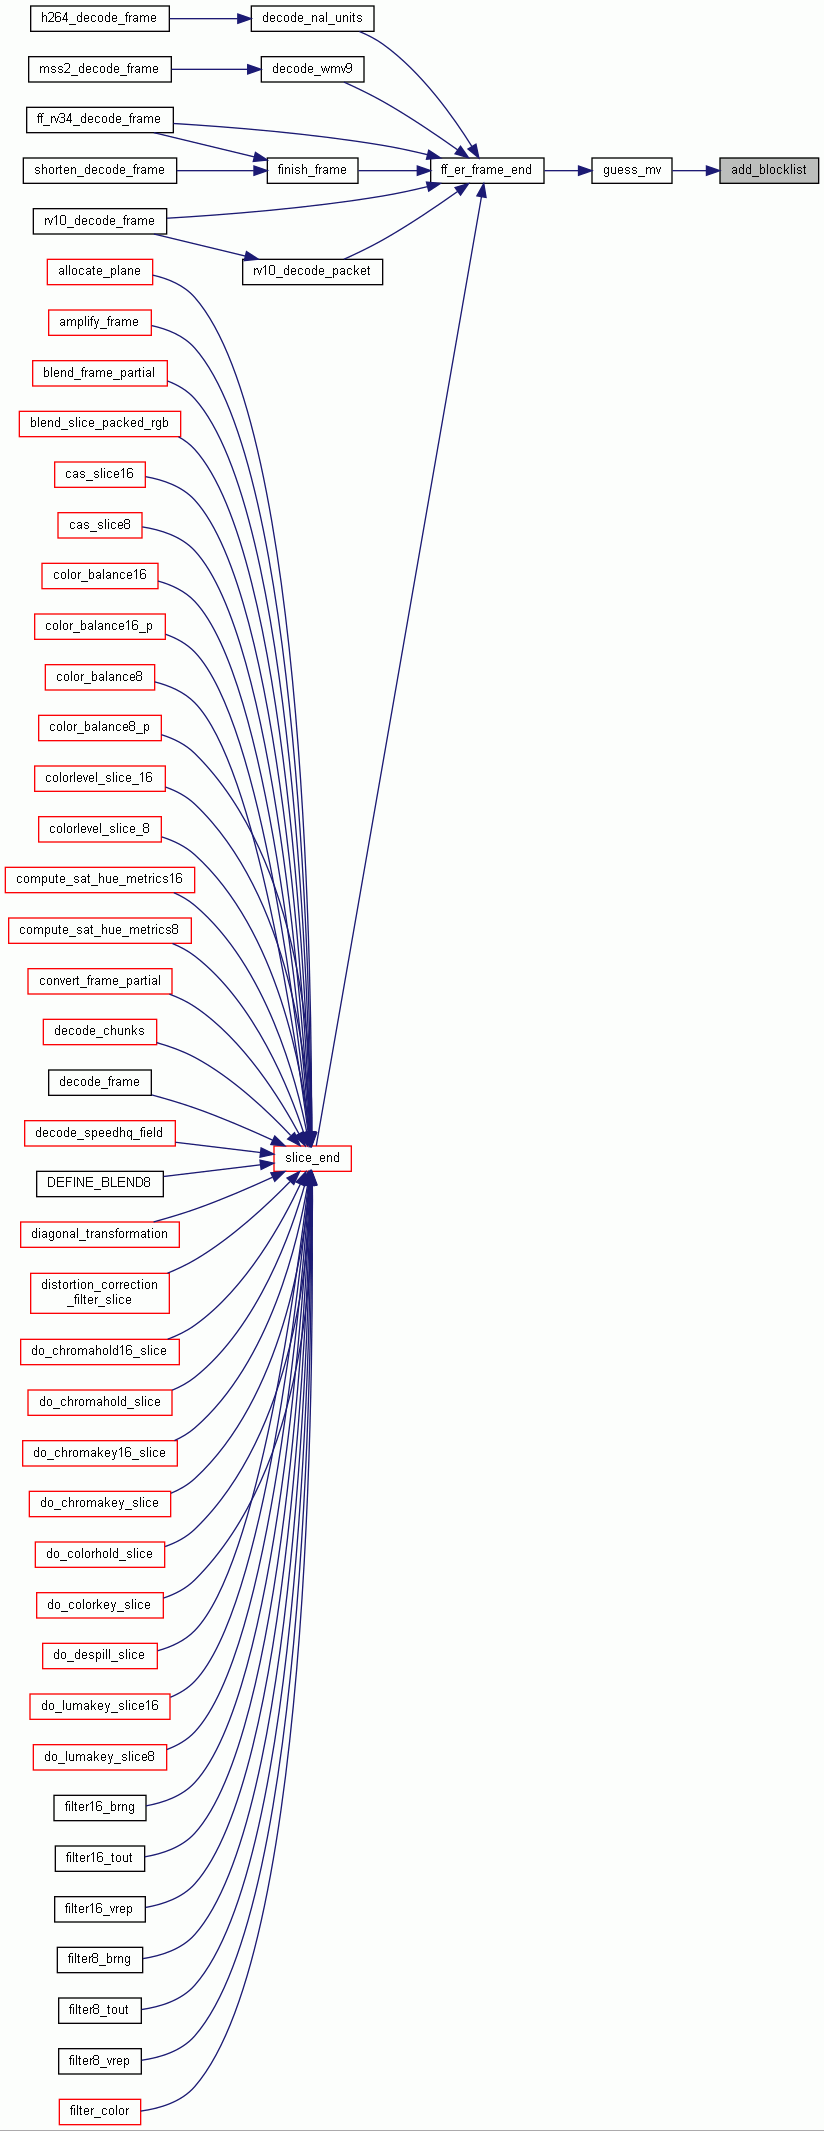 h264_decode_frame
decode_nal_units
mss2_decode_frame
decode_wmv9
ff_rv34_decode_frame
shorten_decode_frame
finish_frame
ff_er_frame_end
guess_mv
add_blocklist
rv10_decode_frame
rv10_decode_packet
allocate_plane
amplify_frame
blend_frame_partial
blend_slice_packed_rgb
cas_slice16
cas_slice8
color_balance16
color_balance16_p
color_balance8
color_balance8_p
colorlevel_slice_16
colorlevel_slice_8
compute_sat_hue_metrics16
compute_sat_hue_metrics8
convert_frame_partial
decode_chunks
decode_frame
decode_speedhq_field
slice_end
DEFINE_BLEND8
diagonal_transformation
distortion_correction
_filter_slice
do_chromahold16_slice
do_chromahold_slice
do_chromakey16_slice
do_chromakey_slice
do_colorhold_slice
do_colorkey_slice
do_despill_slice
do_lumakey_slice16
do_lumakey_slice8
filter16_brng
filter16_tout
filter16_vrep
filter8_brng
filter8_tout
filter8_vrep
filter_color